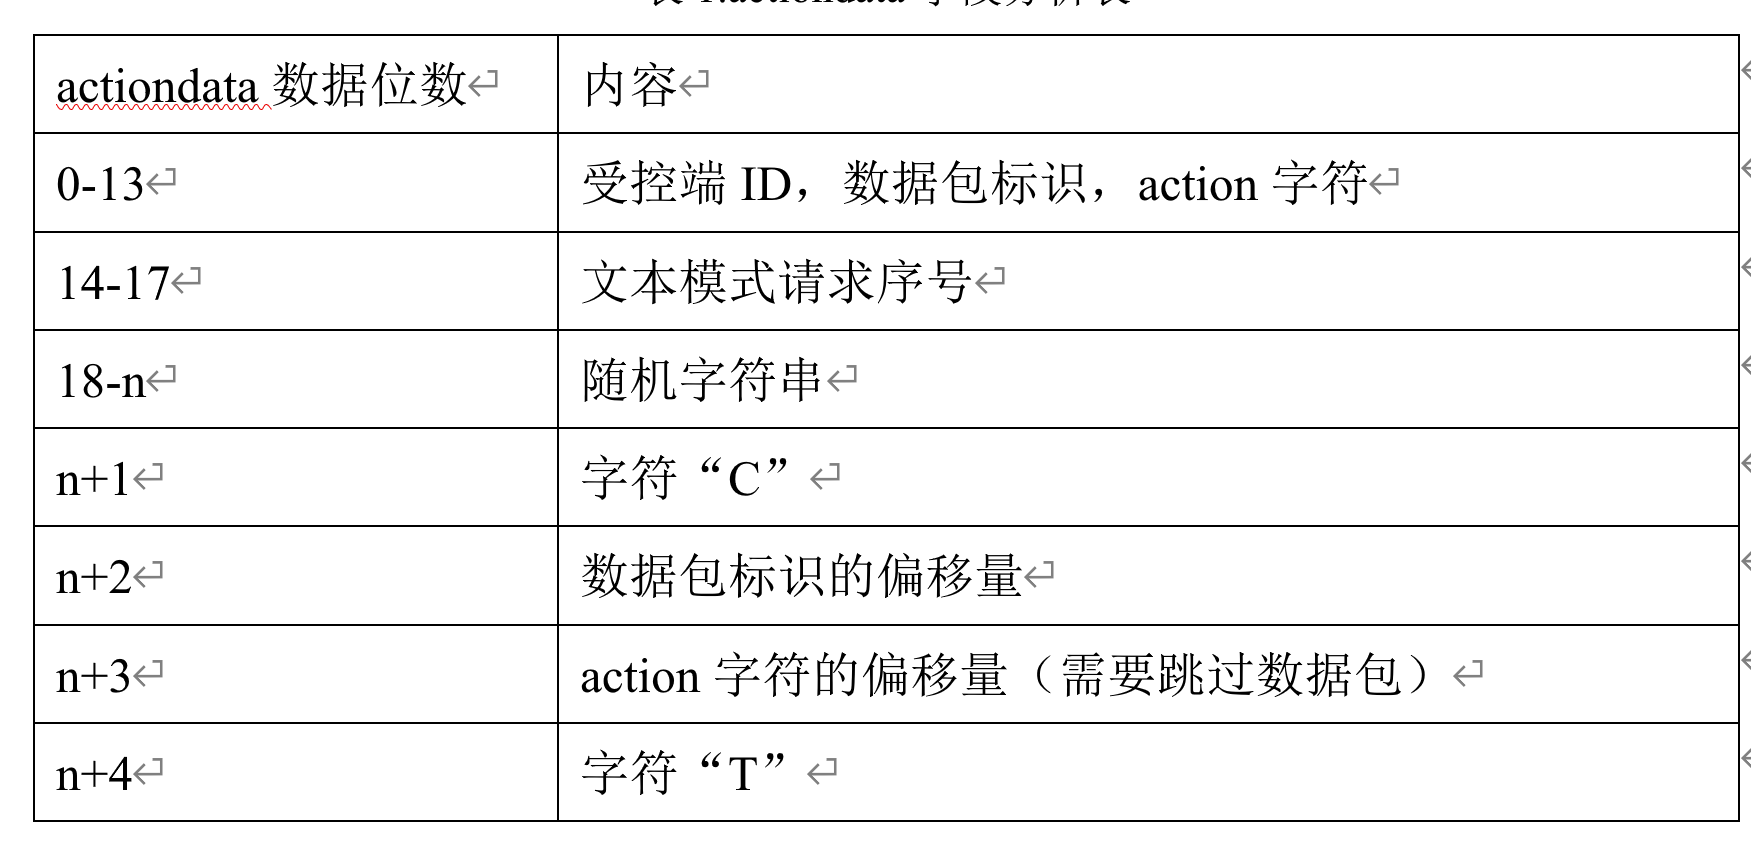 actiondata 数据位数
内容
0-13
受控端 ID，数据包标识，action 字符
14-17
文本模式请求序号
18-n
随机字符串
n+1
字符“C”
n+2
数据包标识的偏移量
n+3
action 字符的偏移量（需要跳过数据包）
n+4
字符“T”